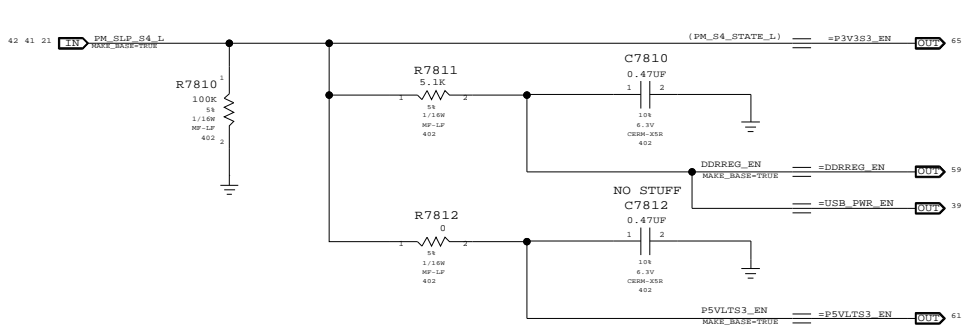 42 41 21 IN PM_SLP_S4_L
MAKE_BASE=TRUE
(PM_S4_STATE_L) =P3V3S3_EN OUT 65
R7810 1
100K
5%
1/16W
MF-LF
402
2
R7811
5.1K
1 2
5%
1/16W
MF-LF
402
C7810
0.47UF
1 2
10%
6.3V
CERM-X5R
402
DDRREG_EN =DDRREG_EN OUT 59
MAKE_BASE=TRUE
=USB_PWR_EN OUT 39
R7812
0
1 2
5%
1/16W
MF-LF
402
NO STUFF
C7812
0.47UF
1 2
10%
6.3V
CERM-X5R
402
P5VLTS3_EN =P5VLTS3_EN OUT 61
MAKE_BASE=TRUE